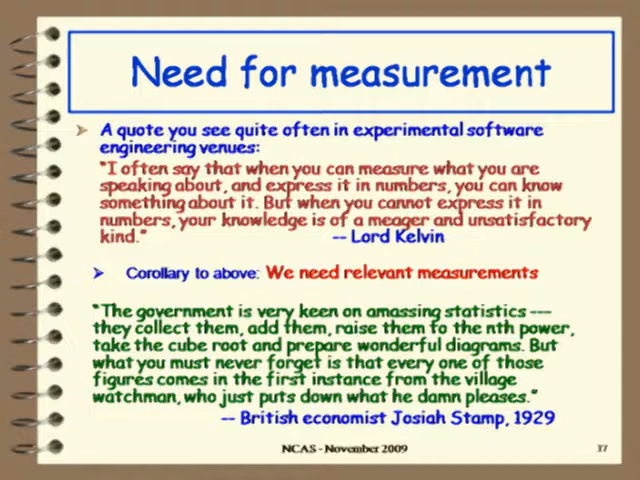 Need for measurement
A quote you see quite often in experimental software
engineering venues:
"I often say that when you can measure what you are
speaking about, and express it in numbers, you can know
something about it. But when you cannot express it in
numbers, your knowledge is of a meager and unsatisfactory
kind." -- Lord Kelvin
Corollary to above: We need relevant measurements
"The government is very keen on amassing statistics ---
they collect them, add them, raise them to the nth power,
take the cube root and prepare wonderful diagrams. But
what you must never forget is that every one of those
figures comes in the first instance from the village
watchman, who just puts down what he damn pleases."
-- British economist Josiah Stamp, 1929
NCAS - November 2009 37